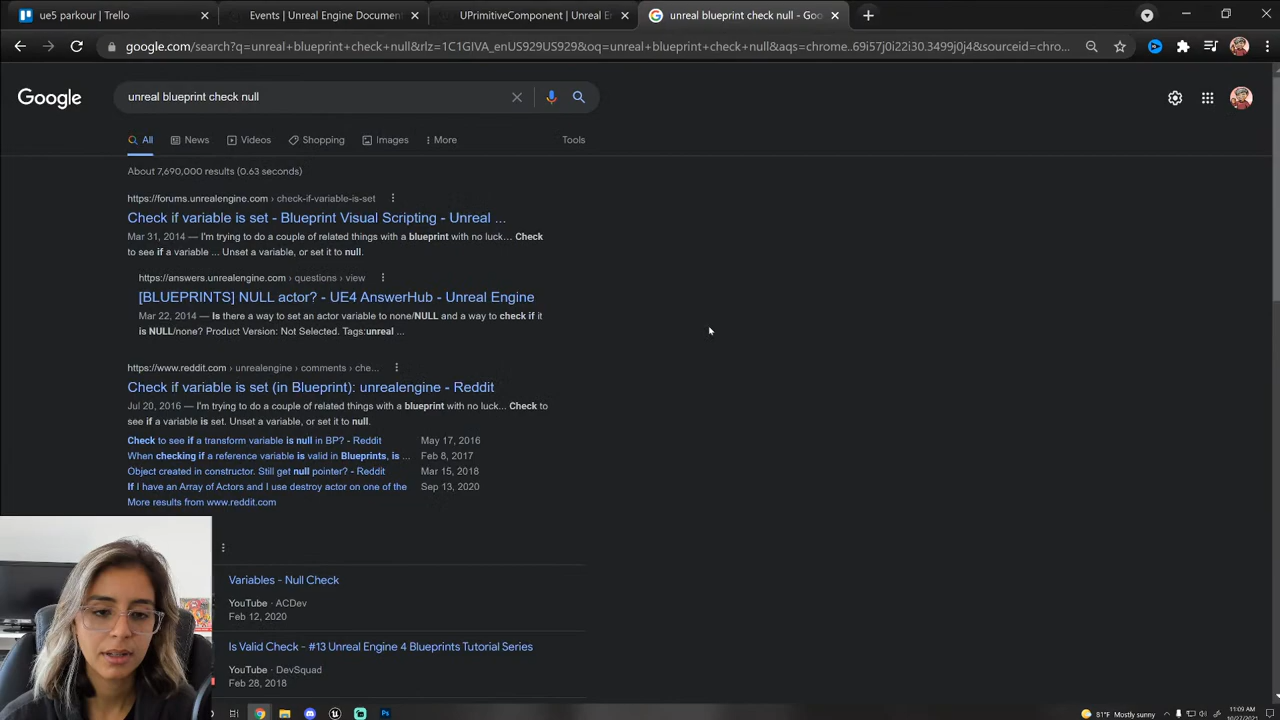 ue5 parkour | Trello
Events | Unreal Engine Documen
UPrimitiveComponent | Unreal E
unreal blueprint check null - Goo
google.com/search?q=unreal+blueprint+check+null&rlz=1C1GIVA_enUS929US929&oq=unreal+blueprint+check+null&aqs=chrome..69i57j0i22i30.3499j0j4&sourceid=chro...
Google
unreal blueprint check null
All
News
Videos
Shopping
Images
More
Tools
About 7,690,000 results (0.63 seconds)
https://forums.unrealengine.com › check-if-variable-is-set
Check if variable is set - Blueprint Visual Scripting - Unreal ...
Mar 31, 2014 — I'm trying to do a couple of related things with a blueprint with no luck... Check
to see if a variable ... Unset a variable, or set it to null.
https://answers.unrealengine.com › questions › view
[BLUEPRINTS] NULL actor? - UE4 AnswerHub - Unreal Engine
Mar 22, 2014 — Is there a way to set an actor variable to none/NULL and a way to check if it
is NULL/none? Product Version: Not Selected. Tags:unreal ...
https://www.reddit.com › unrealengine › comments › che...
Check if variable is set (in Blueprint): unrealengine - Reddit
Jul 20, 2016 — I'm trying to do a couple of related things with a blueprint with no luck... Check to
see if a variable is set. Unset a variable, or set it to null.
Check to see if a transform variable is null in BP? - Reddit May 17, 2016
When checking if a reference variable is valid in Blueprints, is ... Feb 8, 2017
Object created in constructor. Still get null pointer? - Reddit Mar 15, 2018
If I have an Array of Actors and I use destroy actor on one of the Sep 13, 2020
More results from www.reddit.com
Variables - Null Check
YouTube · ACDev
Feb 12, 2020
Is Valid Check - #13 Unreal Engine 4 Blueprints Tutorial Series
YouTube · DevSquad
Feb 28, 2018
81°F Mostly sunny
11:09 AM
10/27/2021